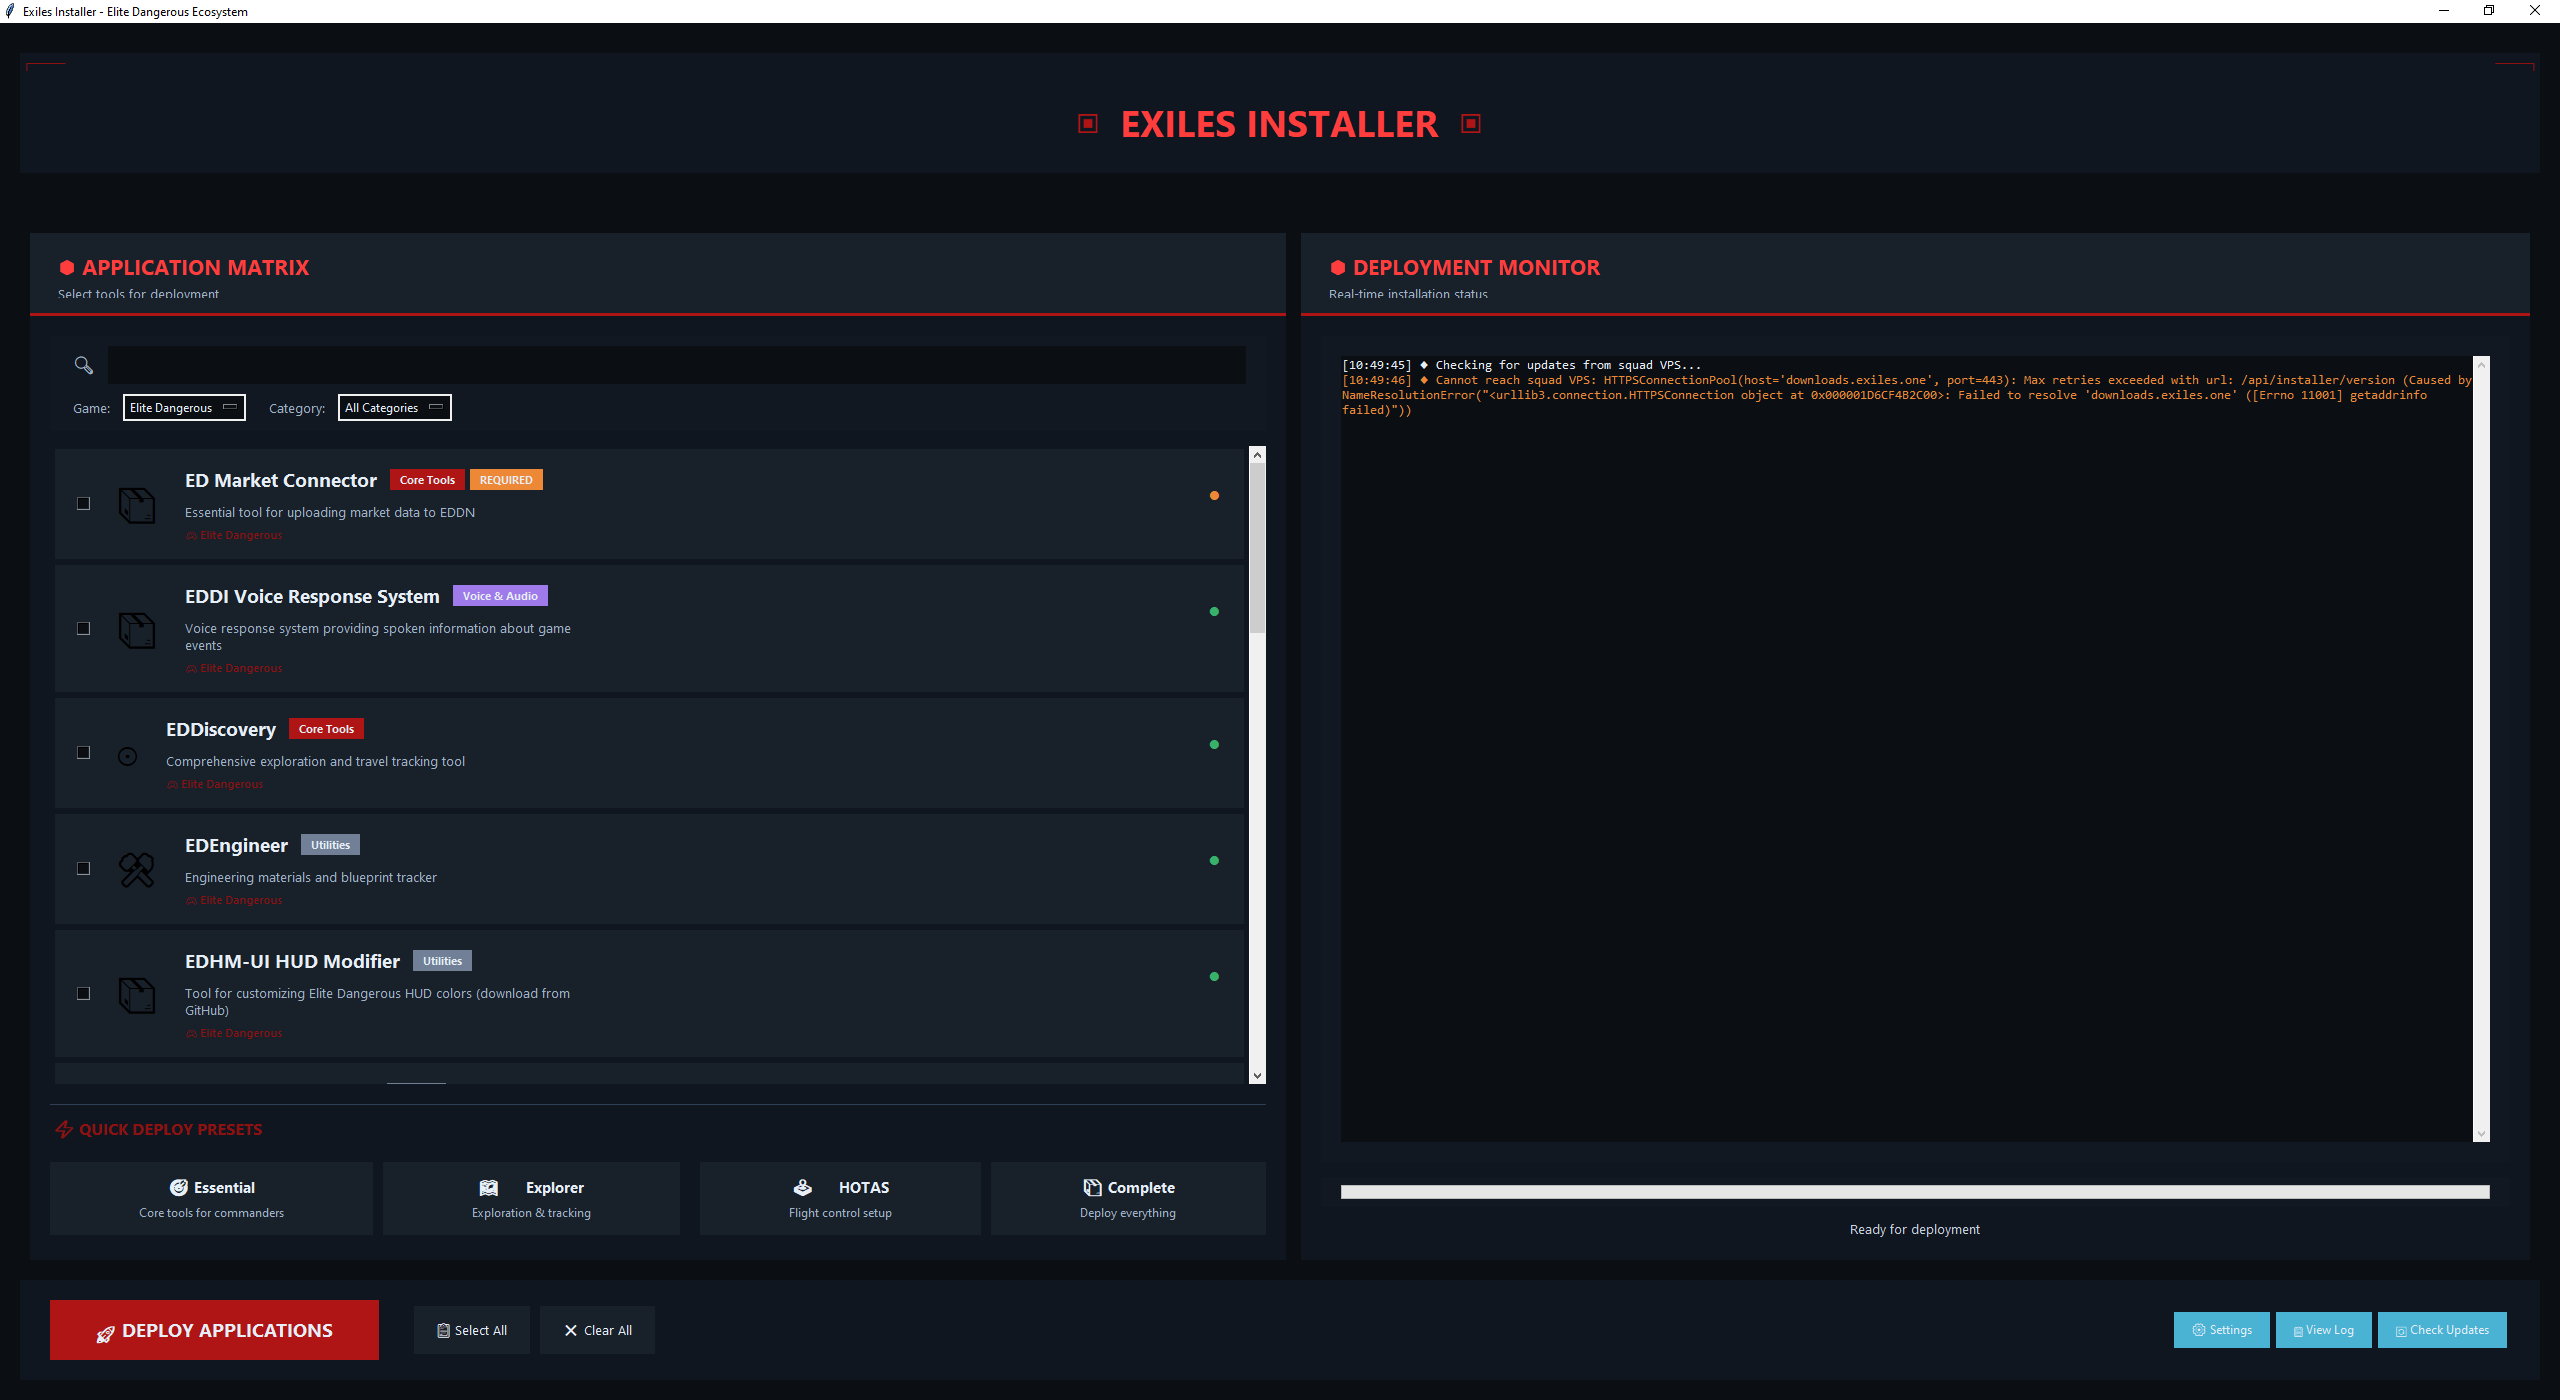 Exiles Installer - Elite Dangerous Ecosystem
EXILES INSTALLER
APPLICATION MATRIX
Select tools for deployment
Game: Elite Dangerous Category: All Categories
ED Market Connector Core Tools REQUIRED
Essential tool for uploading market data to EDDN
Elite Dangerous
EDDI Voice Response System Voice & Audio
Voice response system providing spoken information about game
events
Elite Dangerous
EDDiscovery Core Tools
Comprehensive exploration and travel tracking tool
Elite Dangerous
EDEngineer Utilities
Engineering materials and blueprint tracker
Elite Dangerous
EDHM-UI HUD Modifier Utilities
Tool for customizing Elite Dangerous HUD colors (download from
GitHub)
Elite Dangerous
QUICK DEPLOY PRESETS
Essential
Core tools for commanders
Explorer
Exploration & tracking
HOTAS
Flight control setup
Complete
Deploy everything
DEPLOYMENT MONITOR
Real-time installation status
[10:49:45] ♦ Checking for updates from squad VPS...
[10:49:46] ♦ Cannot reach squad VPS: HTTPSConnectionPool(host='downloads.exiles.one', port=443): Max retries exceeded with url: /api/installer/version (Caused by
NameResolutionError("<urllib3.connection.HTTPSConnection object at 0x000001D6CF4B2C00>: Failed to resolve 'downloads.exiles.one' ([Errno 11001] getaddrinfo
failed)"))
Ready for deployment
DEPLOY APPLICATIONS
Select All
Clear All
Settings
View Log
Check Updates